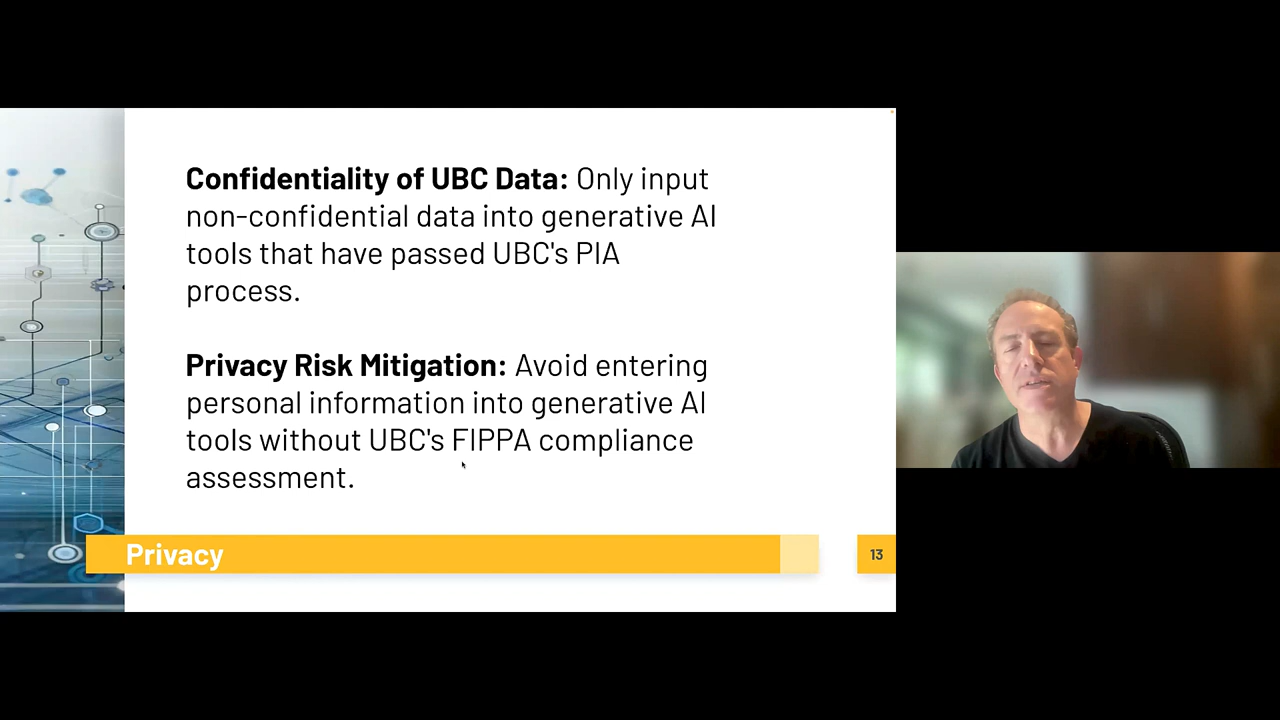 Confidentiality of UBC Data: Only input
non-confidential data into generative AI
tools that have passed UBC's PIA
process.
Privacy Risk Mitigation: Avoid entering
personal information into generative AI
tools without UBC's FIPPA compliance
assessment.
Privacy
13